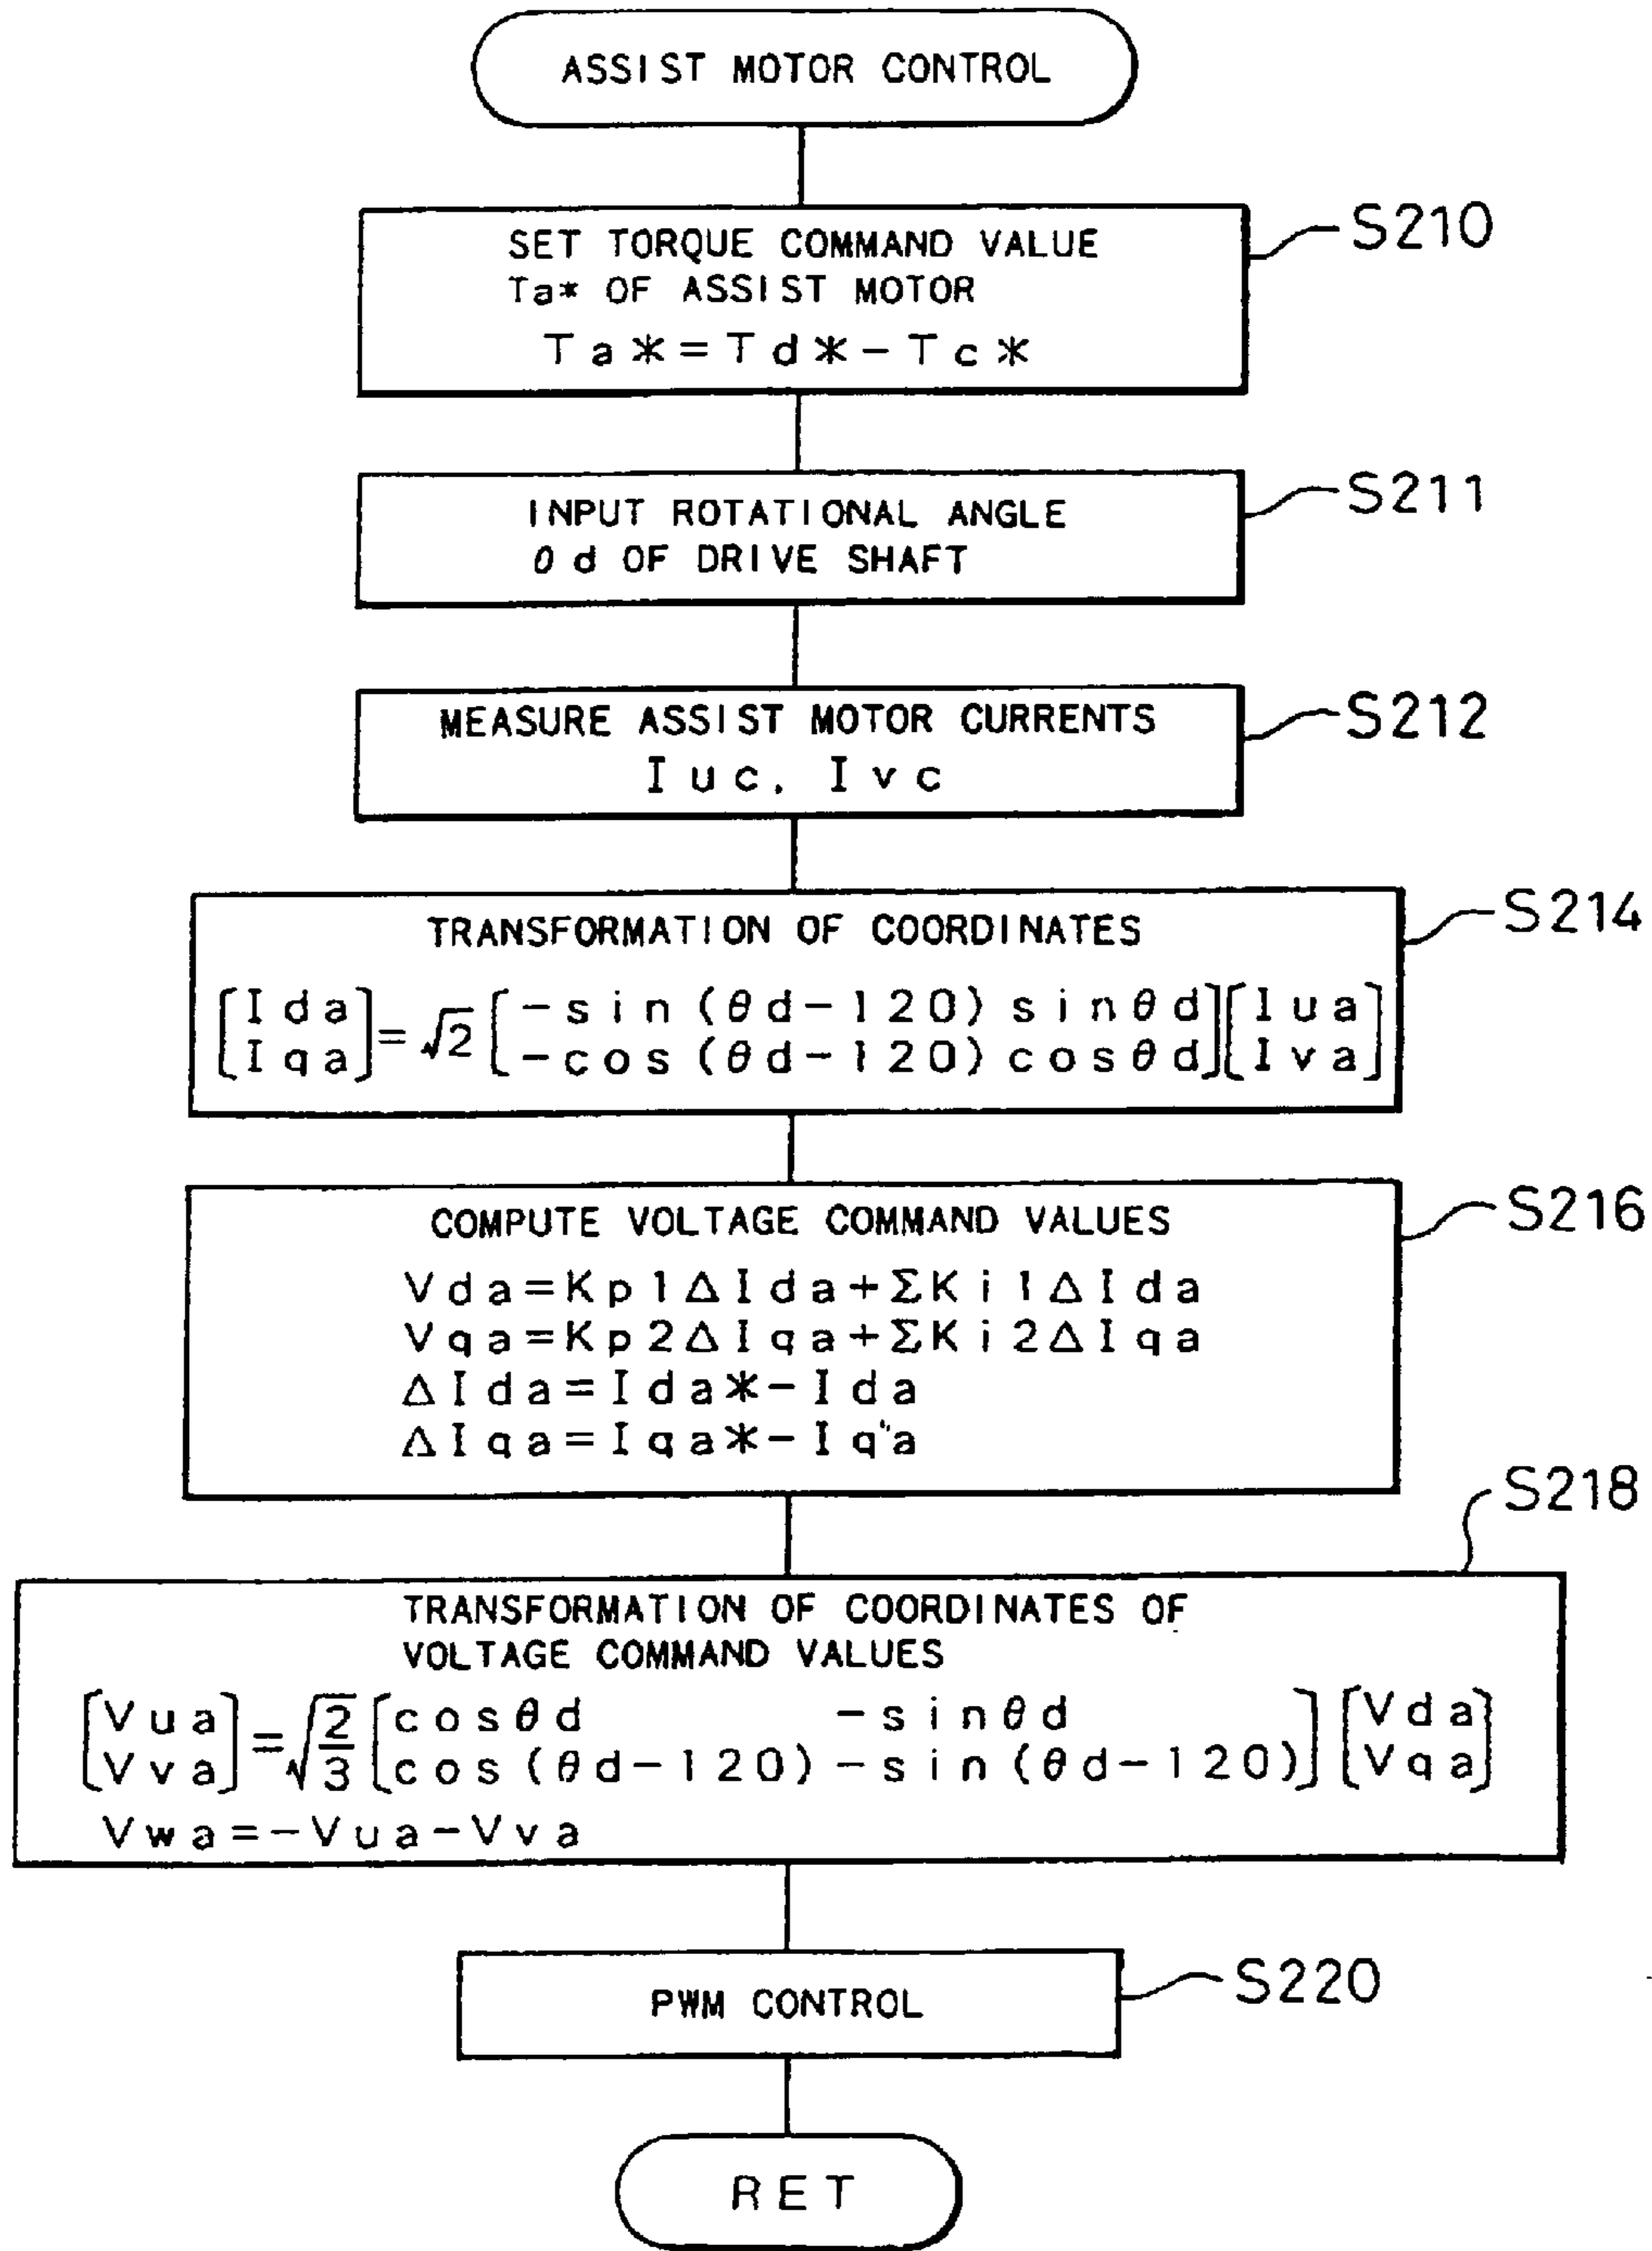 ASSIST MOTOR CONTROL
SET TORQUE COMMAND VALUE
Ta* OF ASSIST MOTOR
Ta*=Td*-Tc*
S210
INPUT ROTATIONAL ANGLE
θd OF DRIVE SHAFT
S211
MEASURE ASSIST MOTOR CURRENTS
Iuc, Ivc
S212
TRANSFORMATION OF COORDINATES
[Ida Iqa] = √2 [-sin(θd-120) sinθd -cos(θd-120) cosθd] [Iua Iva]
S214
COMPUTE VOLTAGE COMMAND VALUES
Vda=Kp1ΔIda+ΣKi1ΔIda
Vqa=Kp2ΔIqa+ΣKi2ΔIqa
ΔIda=Ida*-Ida
ΔIqa=Iqa*-Iqa
S216
TRANSFORMATION OF COORDINATES OF
VOLTAGE COMMAND VALUES
[Vua Vva] = √2/3 [cosθd -sinθd cos(θd-120) -sin(θd-120)] [Vda Vqa]
Vwa=-Vua-Vva
S218
PWM CONTROL
S220
RET